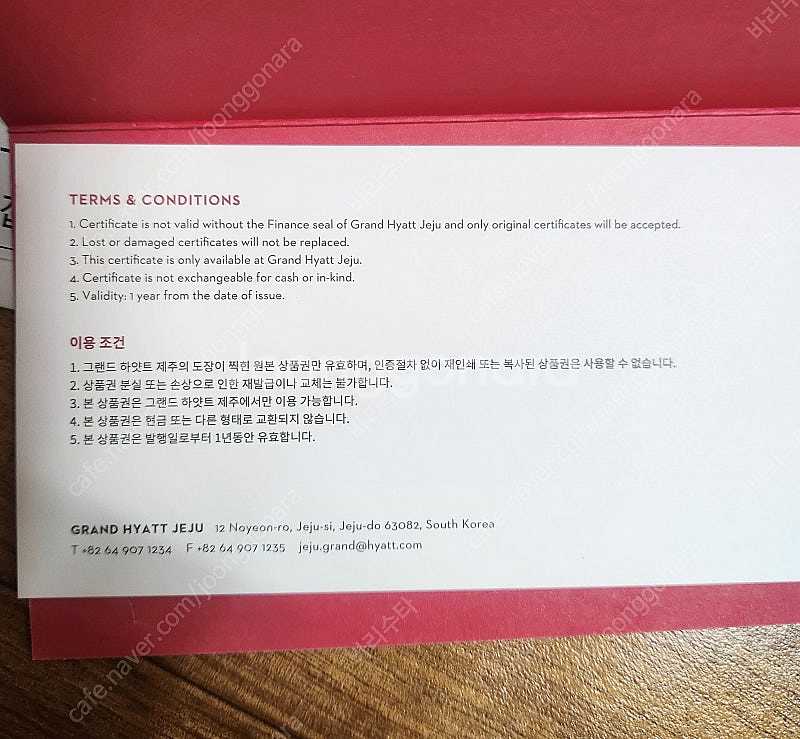 TERMS & CONDITIONS
1. Certificate is not valid without the Finance seal of Grand Hyatt Jeju and only original certificates will be accepted.
2. Lost or damaged certificates will not be replaced.
3. This certificate is only available at Grand Hyatt Jeju.
4. Certificate is not exchangeable for cash or in-kind.
5. Validity: 1 year from the date of issue.
이용 조건
1. 그랜드 하얏트 제주의 도장이 찍힌 원본 상품권만 유효하며, 인증절차 없이 재인쇄 또는 복사된 상품권은 사용할 수 없습니다.
2. 상품권 분실 또는 손상으로 인한 재발급이나 교체는 불가합니다.
3. 본 상품권은 그랜드 하얏트 제주에서만 이용 가능합니다.
4. 본 상품권은 현금 또는 다른 형태로 교환되지 않습니다.
5. 본 상품권은 발행일로부터 1년동안 유효합니다.
GRAND HYATT JEJU 12 Noyeon-ro, Jeju-si, Jeju-do 63082, South Korea
T +82 64 907 1234 F +82 64 907 1235 jeju.grand@hyatt.com
joonggonara
cafe.naver.com/joonggonara
바리스타